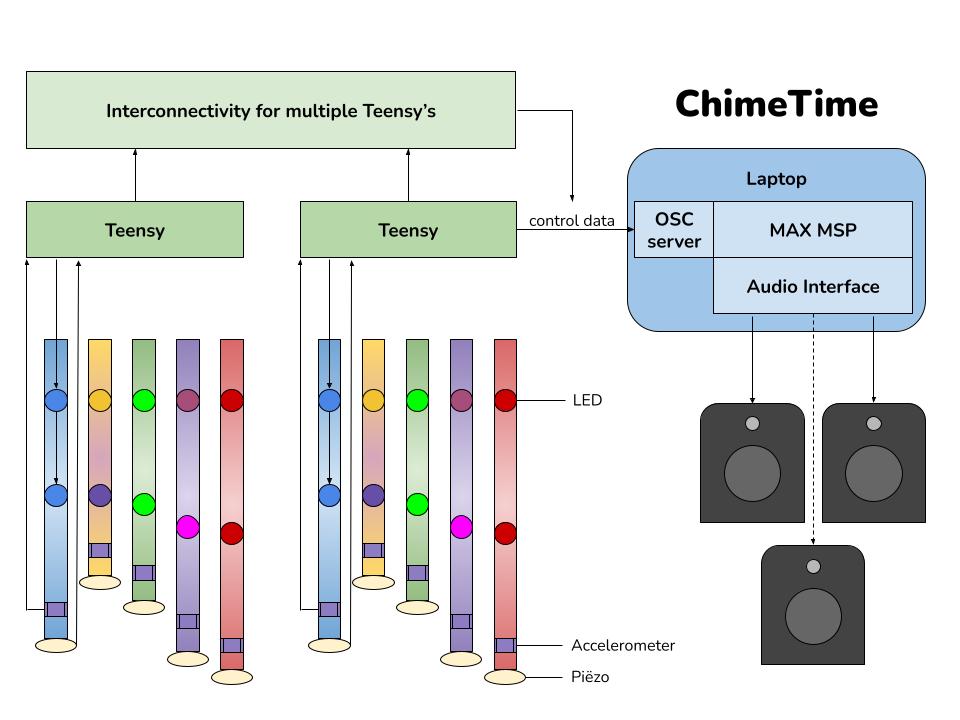 ChimeTime
Interconnectivity for multiple Teensy's
Laptop
Teensy
Teensy
control data
OSC
server
MAX MSP
Audio Interface
LED
Accelerometer
Piëzo